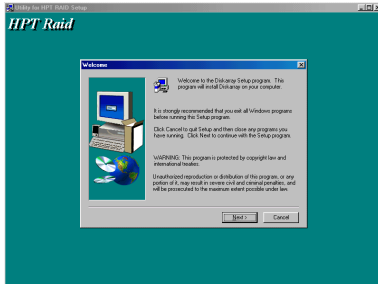 Utility for HPT RAID Setup
HPT Raid
Welcome
Welcome to the Diskarray Setup program. This
program will install Diskarray on your computer.
It is strongly recommended that you exit all Windows programs
before running this Setup program.
Click Cancel to quit Setup and then close any programs you
have running. Click Next to continue with the Setup program.
WARNING: This program is protected by copyright law and
international treaties.
Unauthorized reproduction or distribution of this program, or any
portion of it, may result in severe civil and criminal penalties, and
will be prosecuted to the maximum extent possible under law.
Next >
Cancel